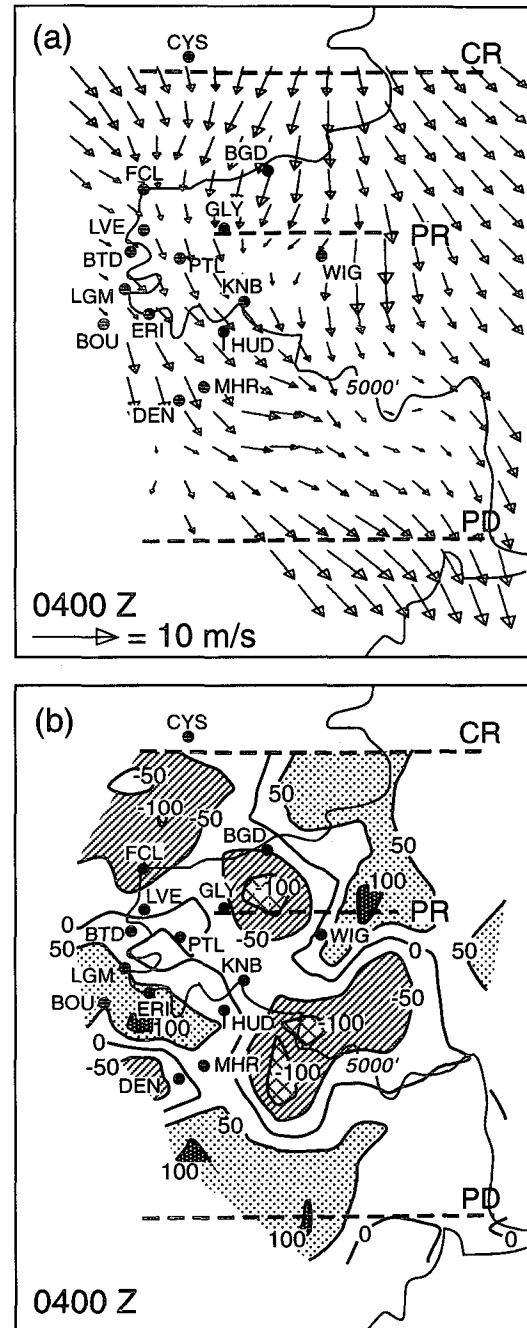 (a)
CYS
CR
BGD
FCL
LVE
GLY
PR
BTD
PTL
WIG
LGM
KNB
BOU
ERI
HUD
MHR
5000'
DEN
PD
0400 Z
= 10 m/s
(b)
CYS
CR
-50
50
-100
-50
BGD
50
FCL
-100
LVE
GLY
100
PR
0
BTD
-50
WIG
0
50
50
PTL
LGM
KNB
-50
BOU
ERI
100
HUD
-100
0
-50
MHR
-100
5000'
DEN
50
100
PD
100
0
0
0400 Z